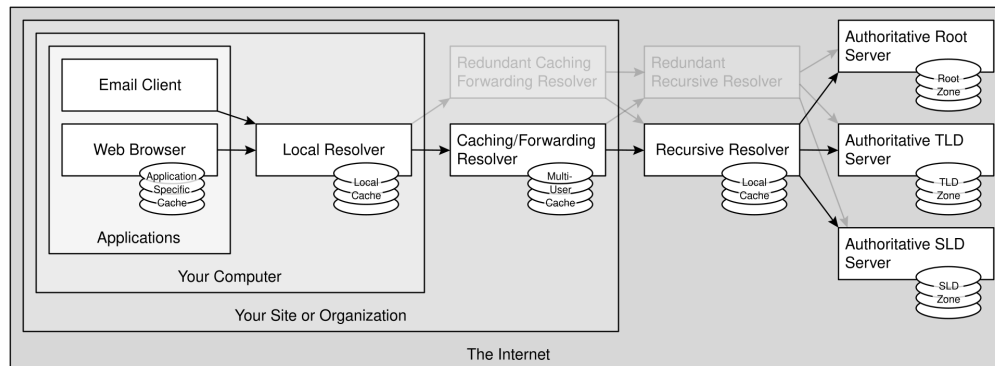 Email Client
Web Browser
Application
Specific
Cache
Applications
Local Resolver
Local
Cache
Your Computer
Redundant Caching
Forwarding Resolver
Caching/Forwarding
Resolver
Multi-
User
Cache
Your Site or Organization
Redundant
Recursive Resolver
Recursive Resolver
Local
Cache
Authoritative Root
Server
Root
Zone
Authoritative TLD
Server
TLD
Zone
Authoritative SLD
Server
SLD
Zone
The Internet